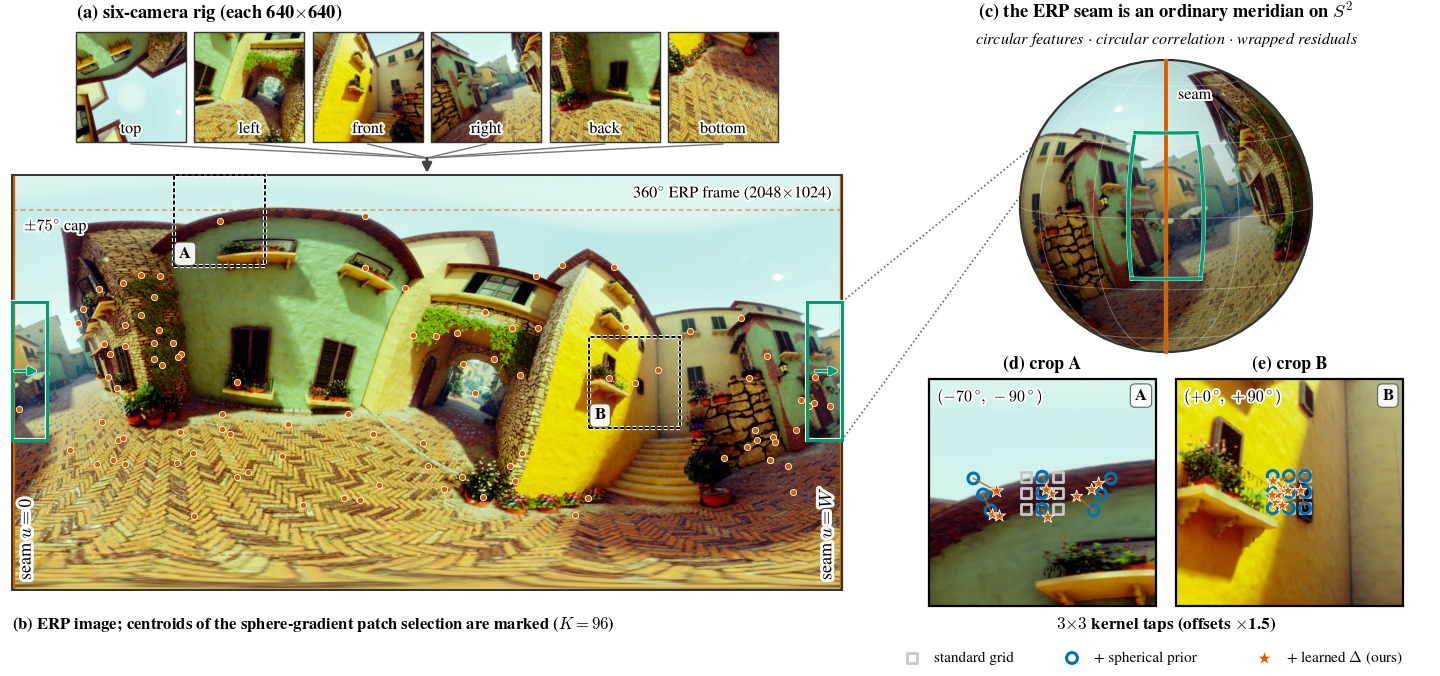 (a) six-camera rig (each 640×640)
top
left
front
right
back
bottom
360° ERP frame (2048×1024)
±75° cap
A
B
seam u = 0
seam u = W
(b) ERP image; centroids of the sphere-gradient patch selection are marked (K = 96)
(c) the ERP seam is an ordinary meridian on S²
circular features · circular correlation · wrapped residuals
seam
(d) crop A
(−70°, −90°)
A
(e) crop B
(+0°, +90°)
B
3×3 kernel taps (offsets ×1.5)
standard grid
+ spherical prior
+ learned Δ (ours)